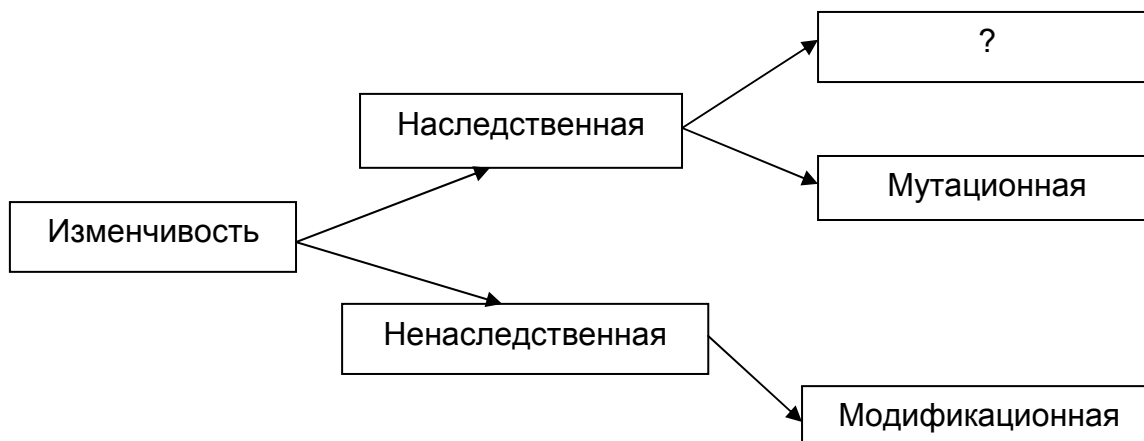 ?
Наследственная
Мутационная
Изменчивость
Ненаследственная
Модификационная